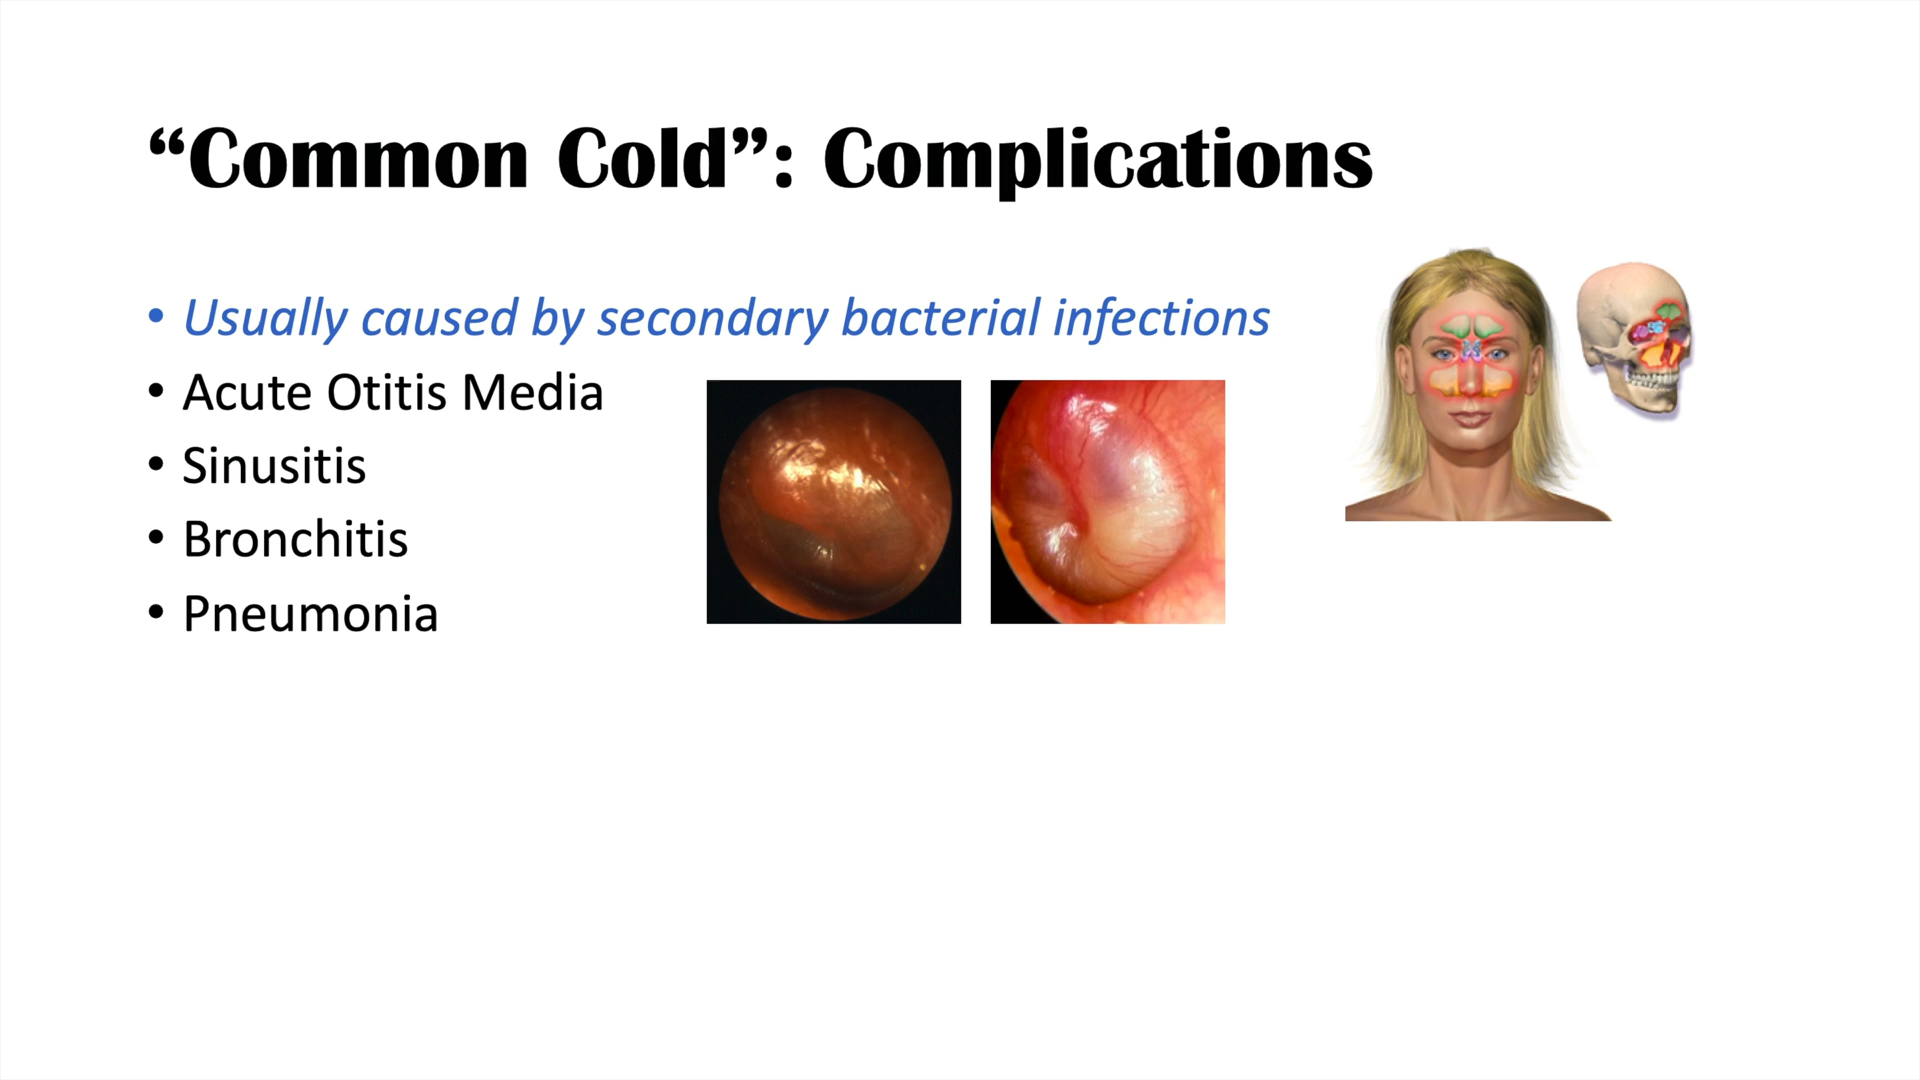 “Common Cold”: Complications
• Usually caused by secondary bacterial infections
• Acute Otitis Media
• Sinusitis
• Bronchitis
• Pneumonia